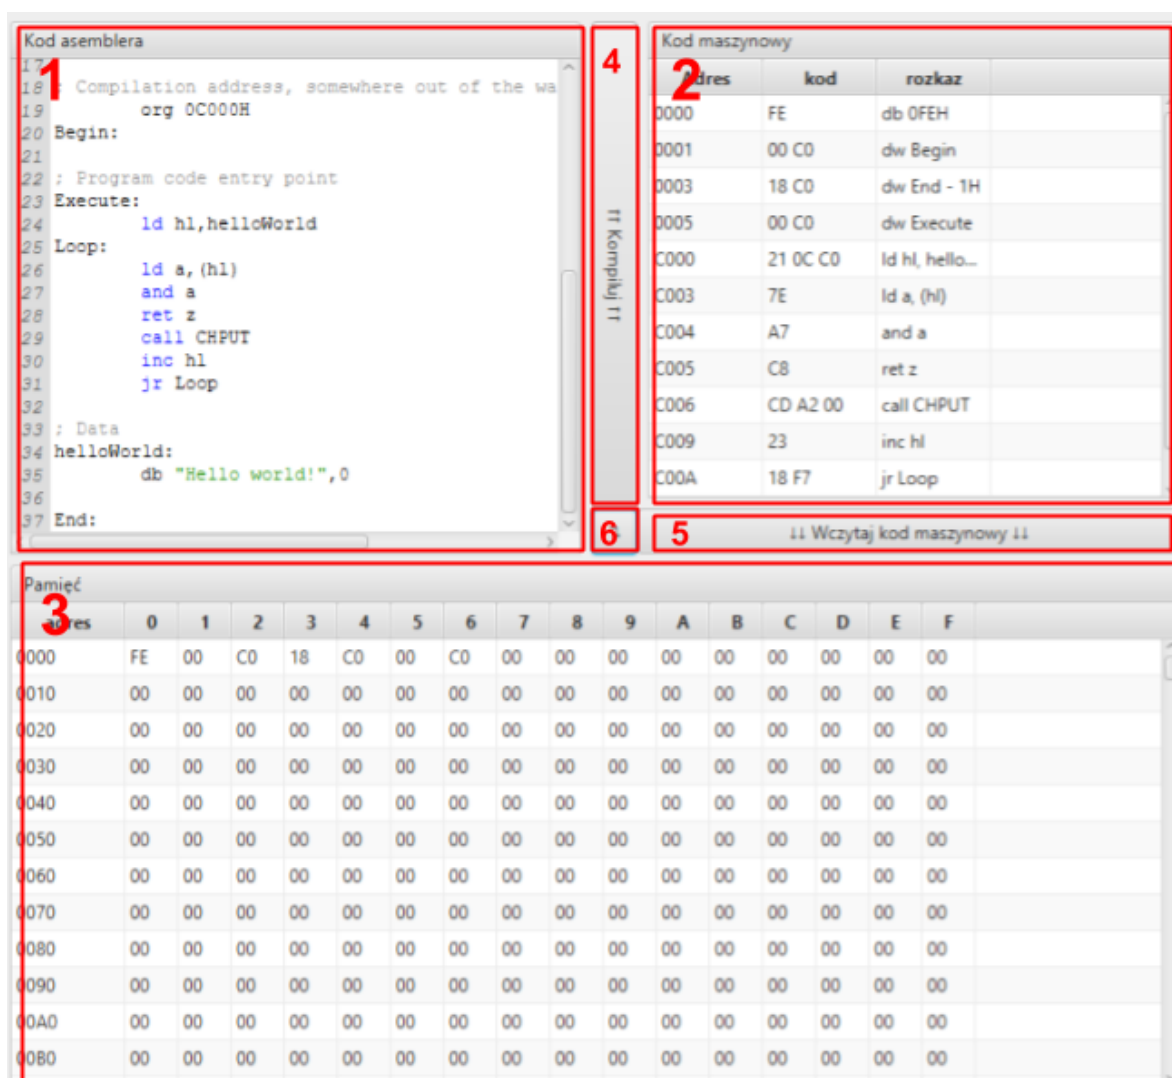 Kod asemblera
1
17
18 ; Compilation address, somewhere out of the wa
19 org 0C000H
20 Begin:
21
22 ; Program code entry point
23 Execute:
24 ld hl,helloWorld
25 Loop:
26 ld a,(hl)
27 and a
28 ret z
29 call CHPUT
30 inc hl
31 jr Loop
32
33 ; Data
34 helloWorld:
35 db "Hello world!",0
36
37 End:
4
↑↑ Kompiluj ↑↑
Kod maszynowy
2
Adres kod rozkaz
0000 FE db 0FEH
0001 00 C0 dw Begin
0003 18 C0 dw End - 1H
0005 00 C0 dw Execute
C000 21 0C C0 ld hl, hello...
C003 7E ld a, (hl)
C004 A7 and a
C005 C8 ret z
C006 CD A2 00 call CHPUT
C009 23 inc hl
C00A 18 F7 jr Loop
6
5 ↓↓ Wczytaj kod maszynowy ↓↓
Pamięć
3
adres 0 1 2 3 4 5 6 7 8 9 A B C D E F
0000 FE 00 C0 18 C0 00 C0 00 00 00 00 00 00 00 00 00
0010 00 00 00 00 00 00 00 00 00 00 00 00 00 00 00 00
0020 00 00 00 00 00 00 00 00 00 00 00 00 00 00 00 00
0030 00 00 00 00 00 00 00 00 00 00 00 00 00 00 00 00
0040 00 00 00 00 00 00 00 00 00 00 00 00 00 00 00 00
0050 00 00 00 00 00 00 00 00 00 00 00 00 00 00 00 00
0060 00 00 00 00 00 00 00 00 00 00 00 00 00 00 00 00
0070 00 00 00 00 00 00 00 00 00 00 00 00 00 00 00 00
0080 00 00 00 00 00 00 00 00 00 00 00 00 00 00 00 00
0090 00 00 00 00 00 00 00 00 00 00 00 00 00 00 00 00
00A0 00 00 00 00 00 00 00 00 00 00 00 00 00 00 00 00
00B0 00 00 00 00 00 00 00 00 00 00 00 00 00 00 00 00